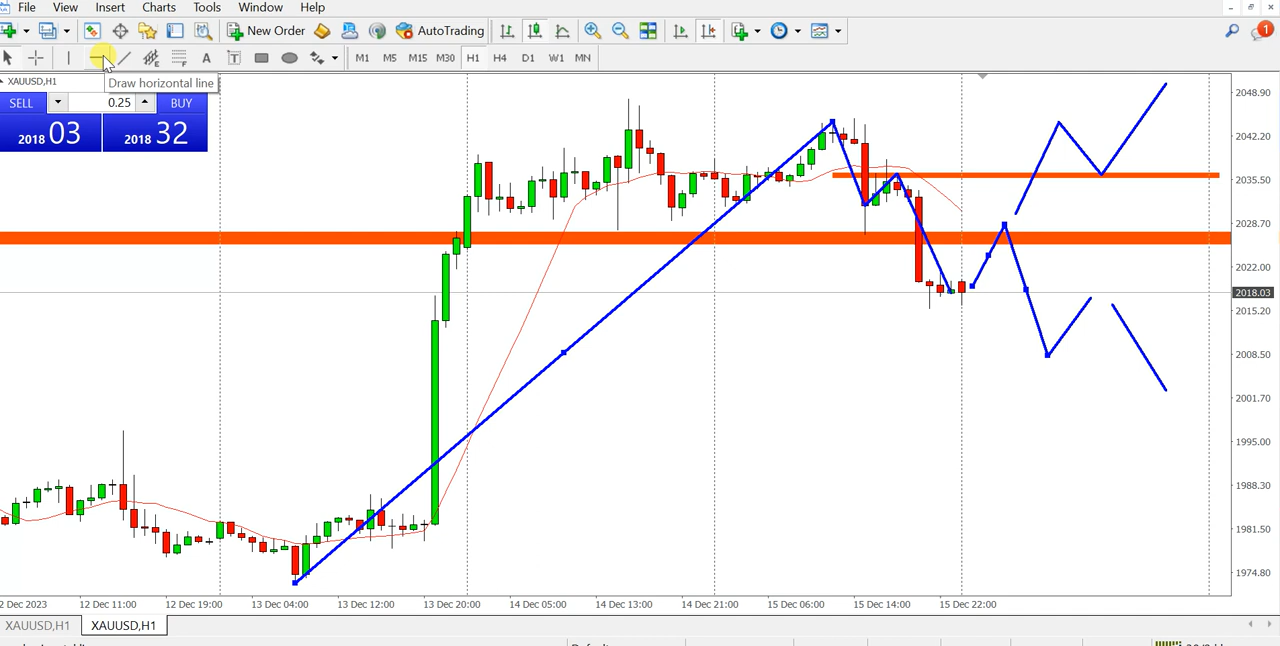 File View Insert Charts Tools Window Help
New Order AutoTrading 1
A T M1 M5 M15 M30 H1 H4 D1 W1 MN
XAUUSD,H1 Draw horizontal line
SELL 0.25 BUY
2018 03 2018 32
2048.90
2042.20
2035.50
2028.70
2022.00
2018.03
2015.20
2008.50
2001.70
1995.00
1988.30
1981.50
1974.80
2 Dec 2023 12 Dec 11:00 12 Dec 19:00 13 Dec 04:00 13 Dec 12:00 13 Dec 20:00 14 Dec 05:00 14 Dec 13:00 14 Dec 21:00 15 Dec 06:00 15 Dec 14:00 15 Dec 22:00
XAUUSD,H1 XAUUSD,H1